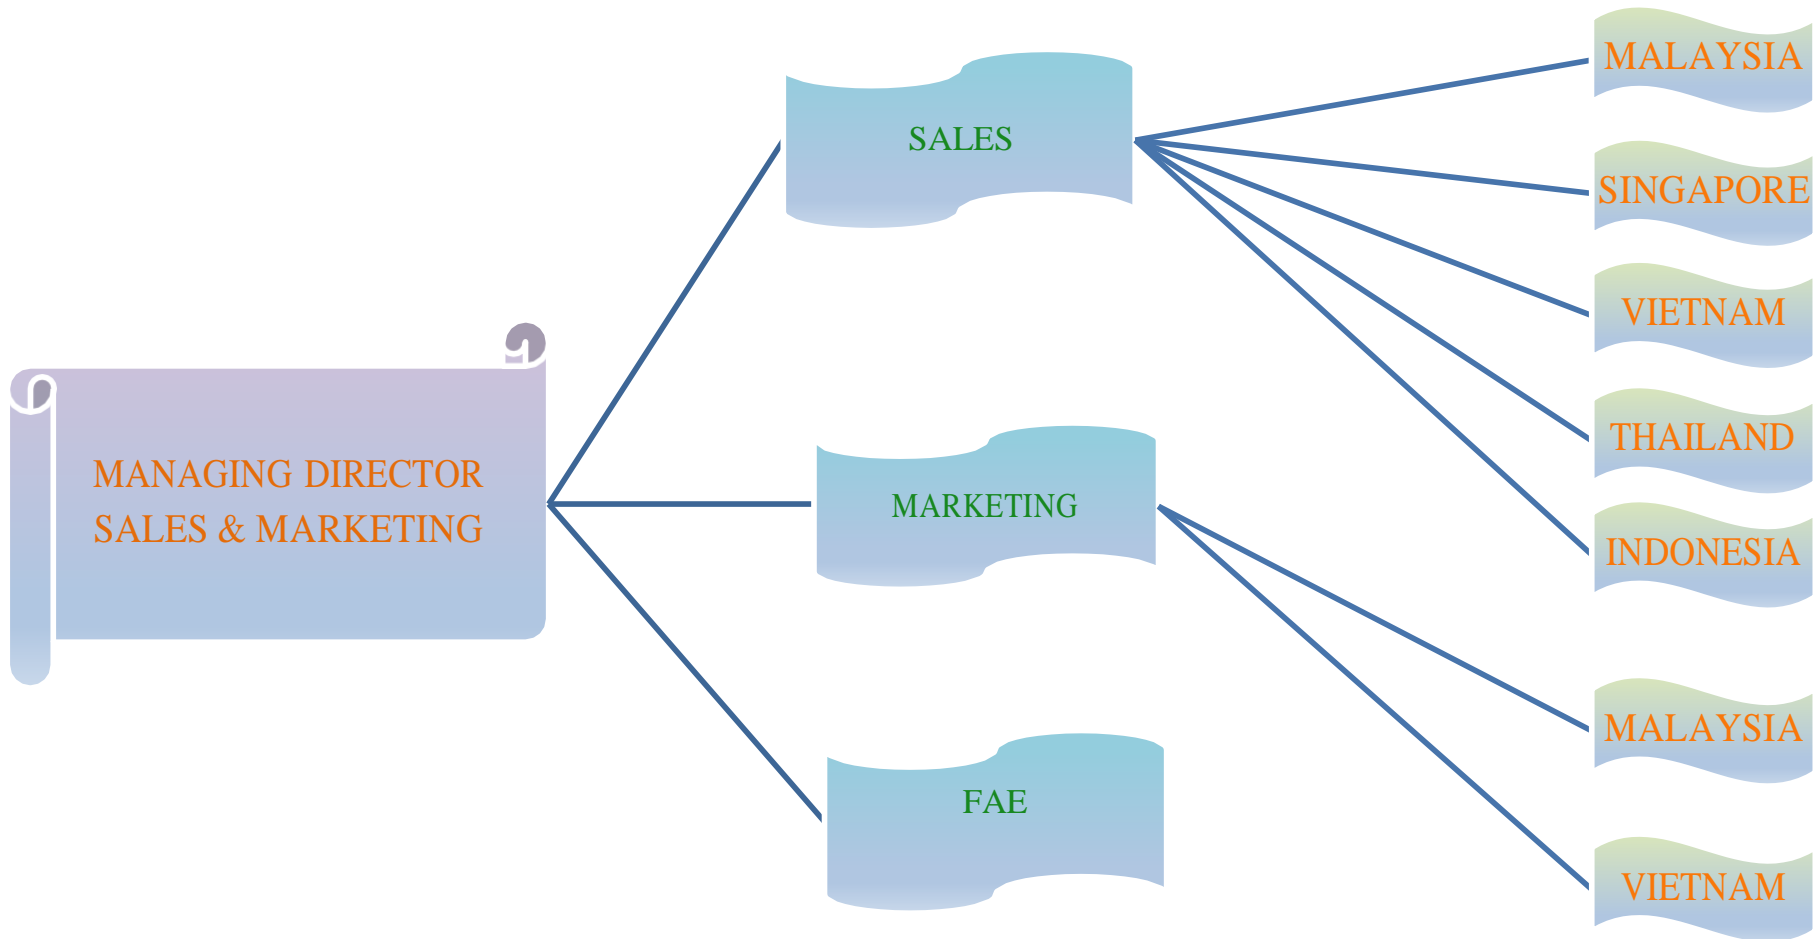 MANAGING DIRECTOR
SALES & MARKETING
SALES
MARKETING
FAE
MALAYSIA
SINGAPORE
VIETNAM
THAILAND
INDONESIA
MALAYSIA
VIETNAM